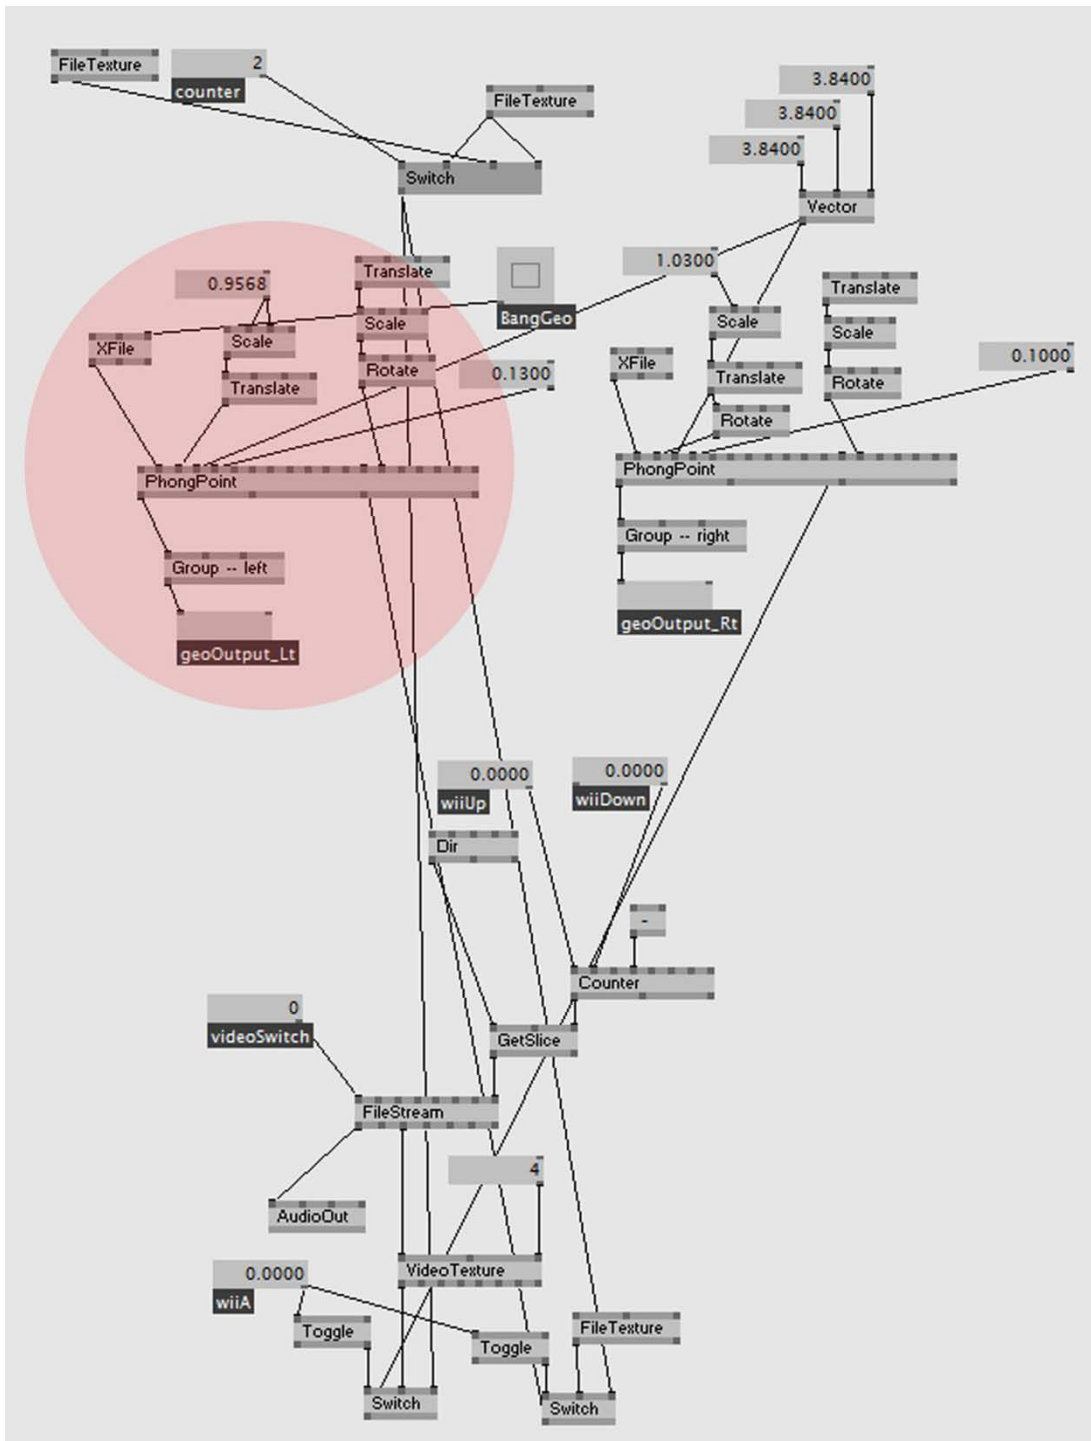 FileTexture
2
counter
FileTexture
3.8400
3.8400
3.8400
Switch
Vector
Translate
0.9568
1.0300
Translate
BangGeo
Scale
Scale
Scale
Scale
XFile
XFile
0.1300
0.1000
Rotate
Translate
Rotate
Translate
Rotate
PhongPoint
PhongPoint
Group -- right
Group -- left
geoOutput_Rt
geoOutput_Lt
0.0000
wiiUp
0.0000
wiiDown
Dir
-
Counter
0
videoSwitch
GetSlice
FileStream
4
AudioOut
VideoTexture
0.0000
wiiA
Toggle
FileTexture
Toggle
Switch
Switch